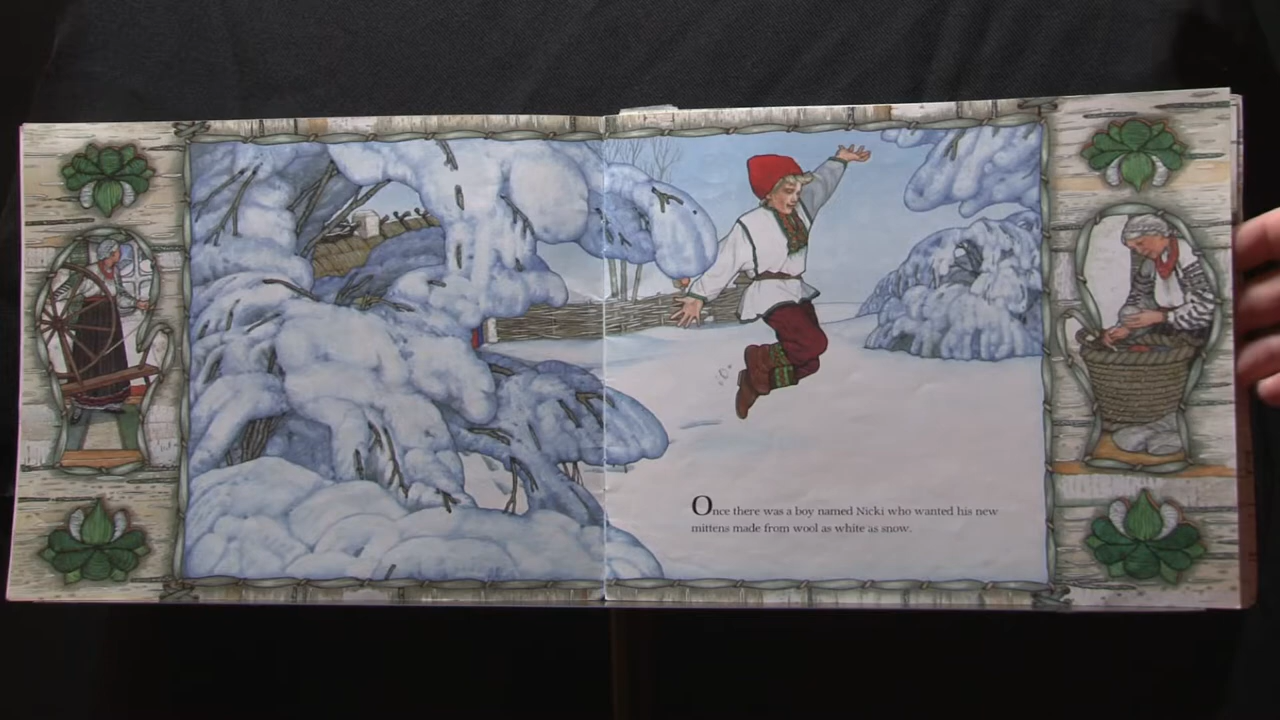 Once there was a boy named Nicki who wanted his new
mittens made from wool as white as snow.